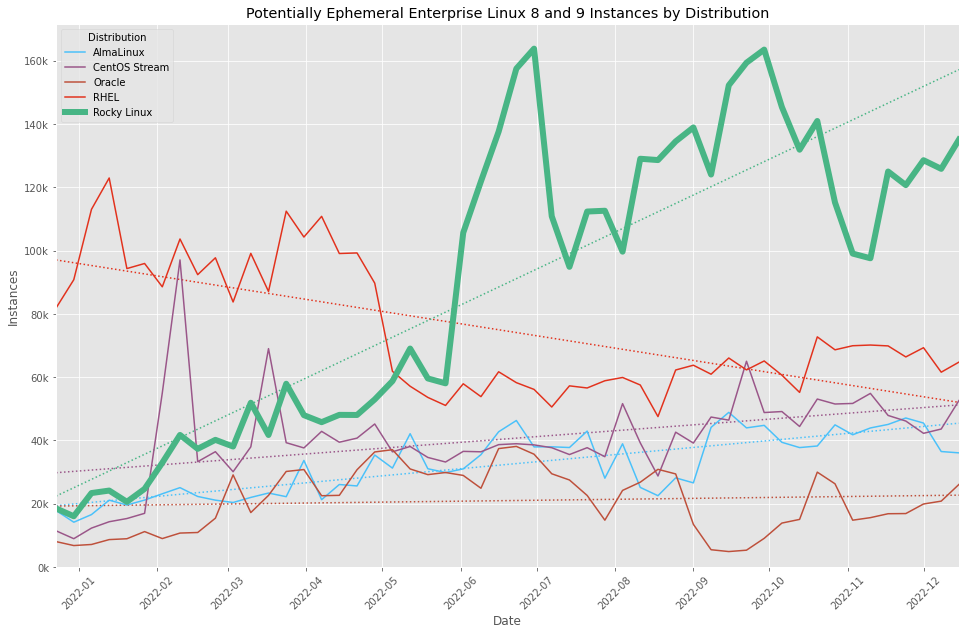 Potentially Ephemeral Enterprise Linux 8 and 9 Instances by Distribution
Distribution
AlmaLinux
CentOS Stream
Oracle
RHEL
Rocky Linux
160k
140k
120k
100k
80k
60k
40k
20k
0k
Instances
2022-01
2022-02
2022-03
2022-04
2022-05
2022-06
2022-07
2022-08
2022-09
2022-10
2022-11
2022-12
Date